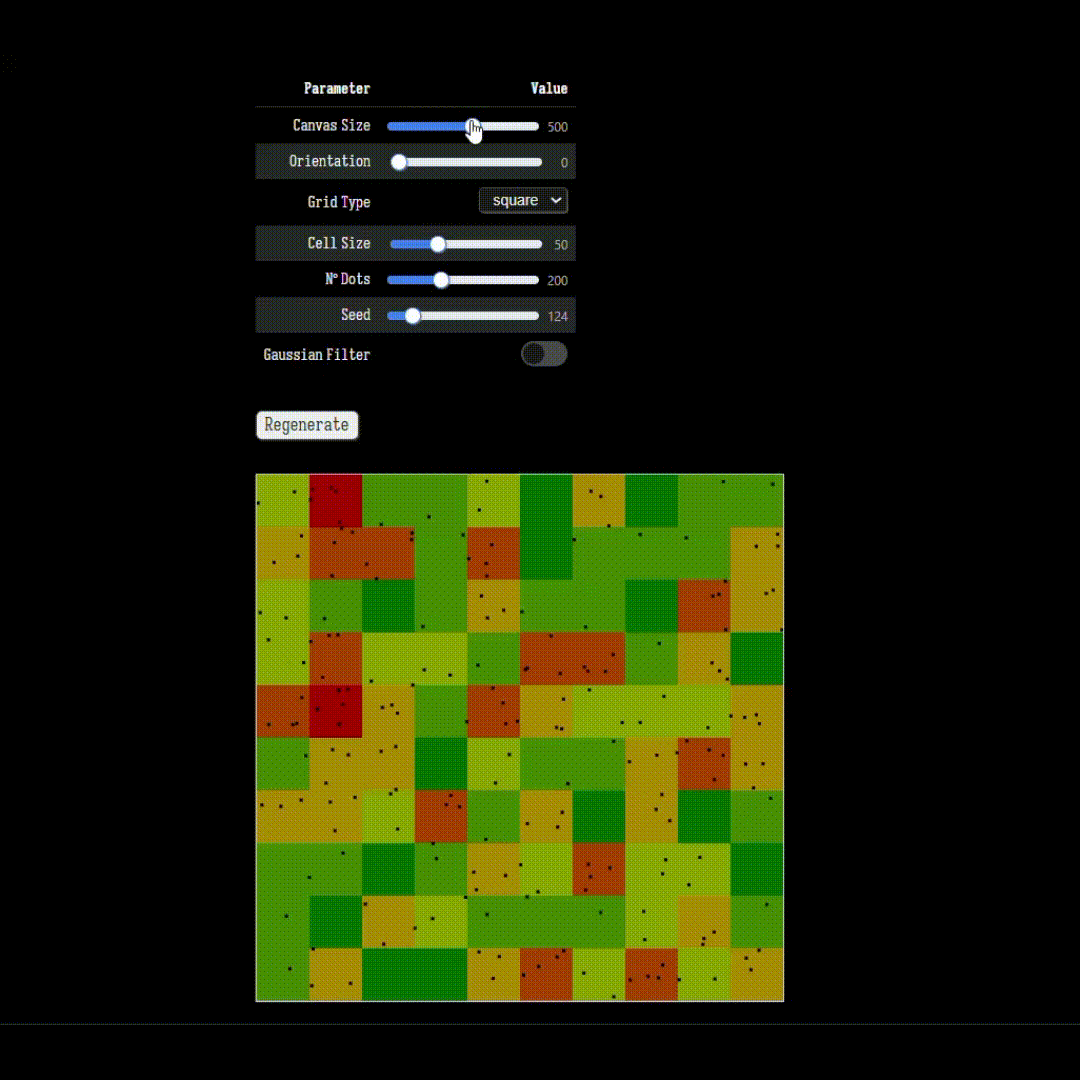 Parameter Value
Canvas Size 500
Orientation 0
Grid Type square
Cell Size 50
N° Dots 200
Seed 124
Gaussian Filter
Regenerate